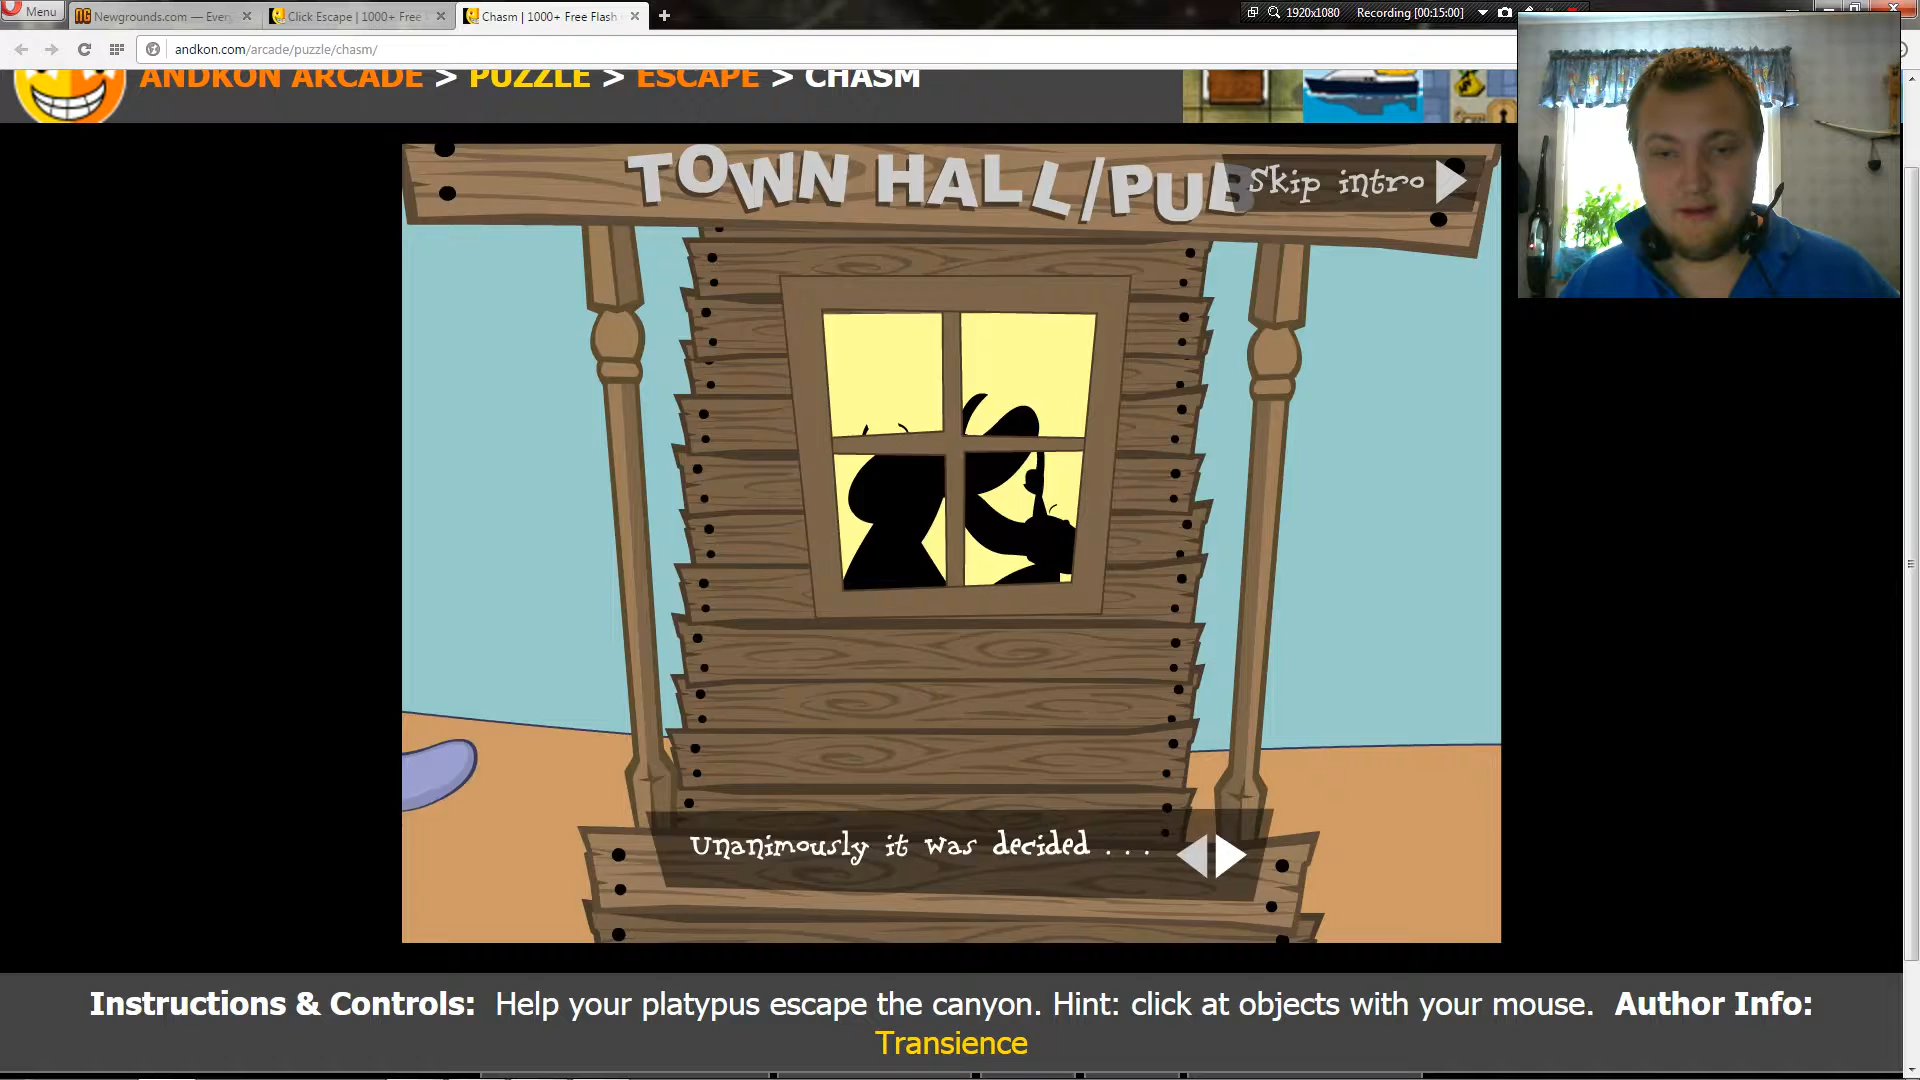 Menu
Newgrounds.com — Every
Click Escape | 1000+ Free
Chasm | 1000+ Free Flash
1920x1080
Recording [00:15:00]
andkon.com/arcade/puzzle/chasm/
ANDKON ARCADE > PUZZLE > ESCAPE > CHASM
TOWN HALL/PUB
Skip intro
Unanimously it was decided . . .
Instructions & Controls: Help your platypus escape the canyon. Hint: click at objects with your mouse. Author Info:
Transience